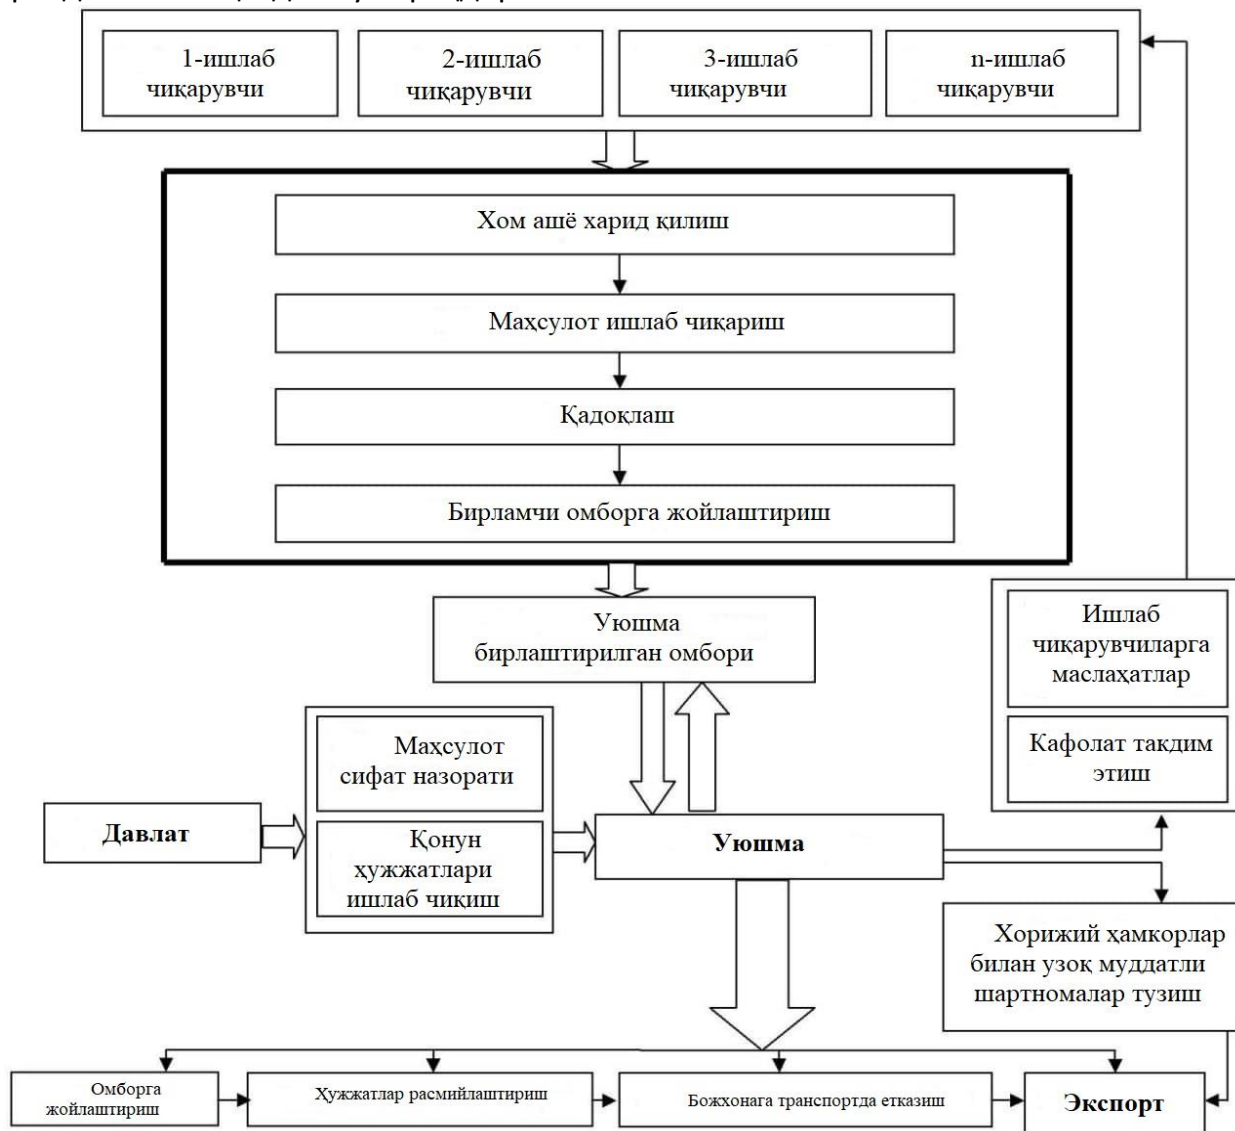 1-ишлаб
чиқарувчи
2-ишлаб
чиқарувчи
3-ишлаб
чиқарувчи
n-ишлаб
чиқарувчи
Хом ашё харид қилиш
Маҳсулот ишлаб чиқариш
Қадоқлаш
Бирламчи омборга жойлаштириш
Уюшма
бирлаштирилган омбори
Ишлаб
чиқарувчиларга
маслаҳатлар
Кафолат такдим
этиш
Маҳсулот
сифат назорати
Қонун
ҳужжатлари
ишлаб чиқиш
Давлат
Уюшма
Хорижий ҳамкорлар
билан узоқ муддатли
шартномалар тузиш
Омборга
жойлаштириш
Ҳужжатлар расмийлаштириш
Божхонага транспортда етказиш
Экспорт